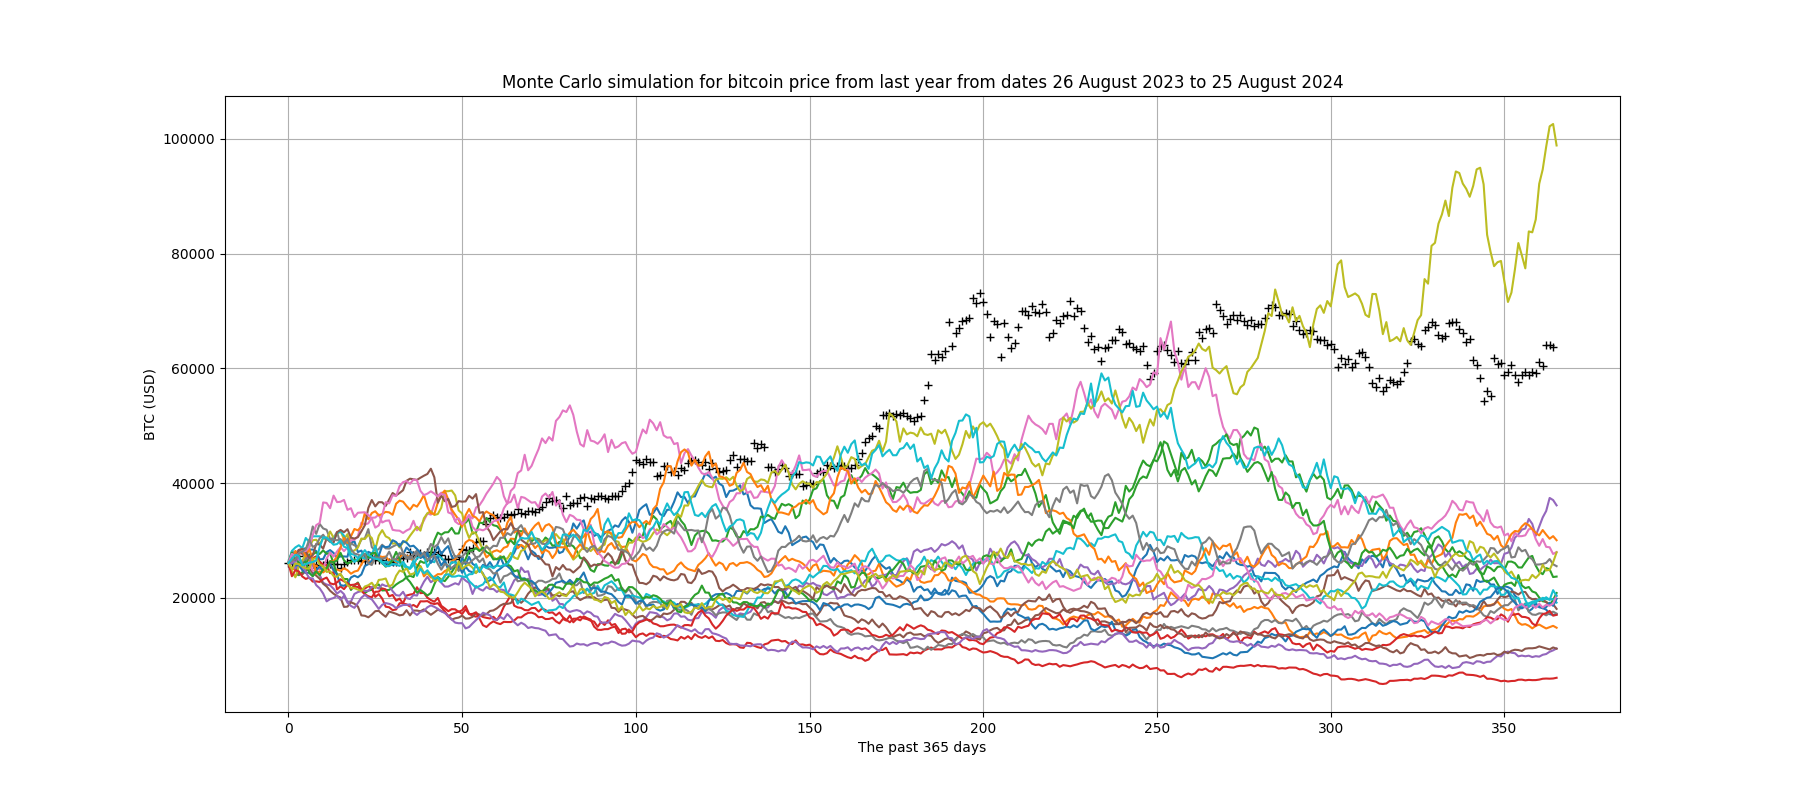 Monte Carlo simulation for bitcoin price from last year from dates 26 August 2023 to 25 August 2024
100000
80000
60000
40000
20000
BTC (USD)
0 50 100 150 200 250 300 350
The past 365 days